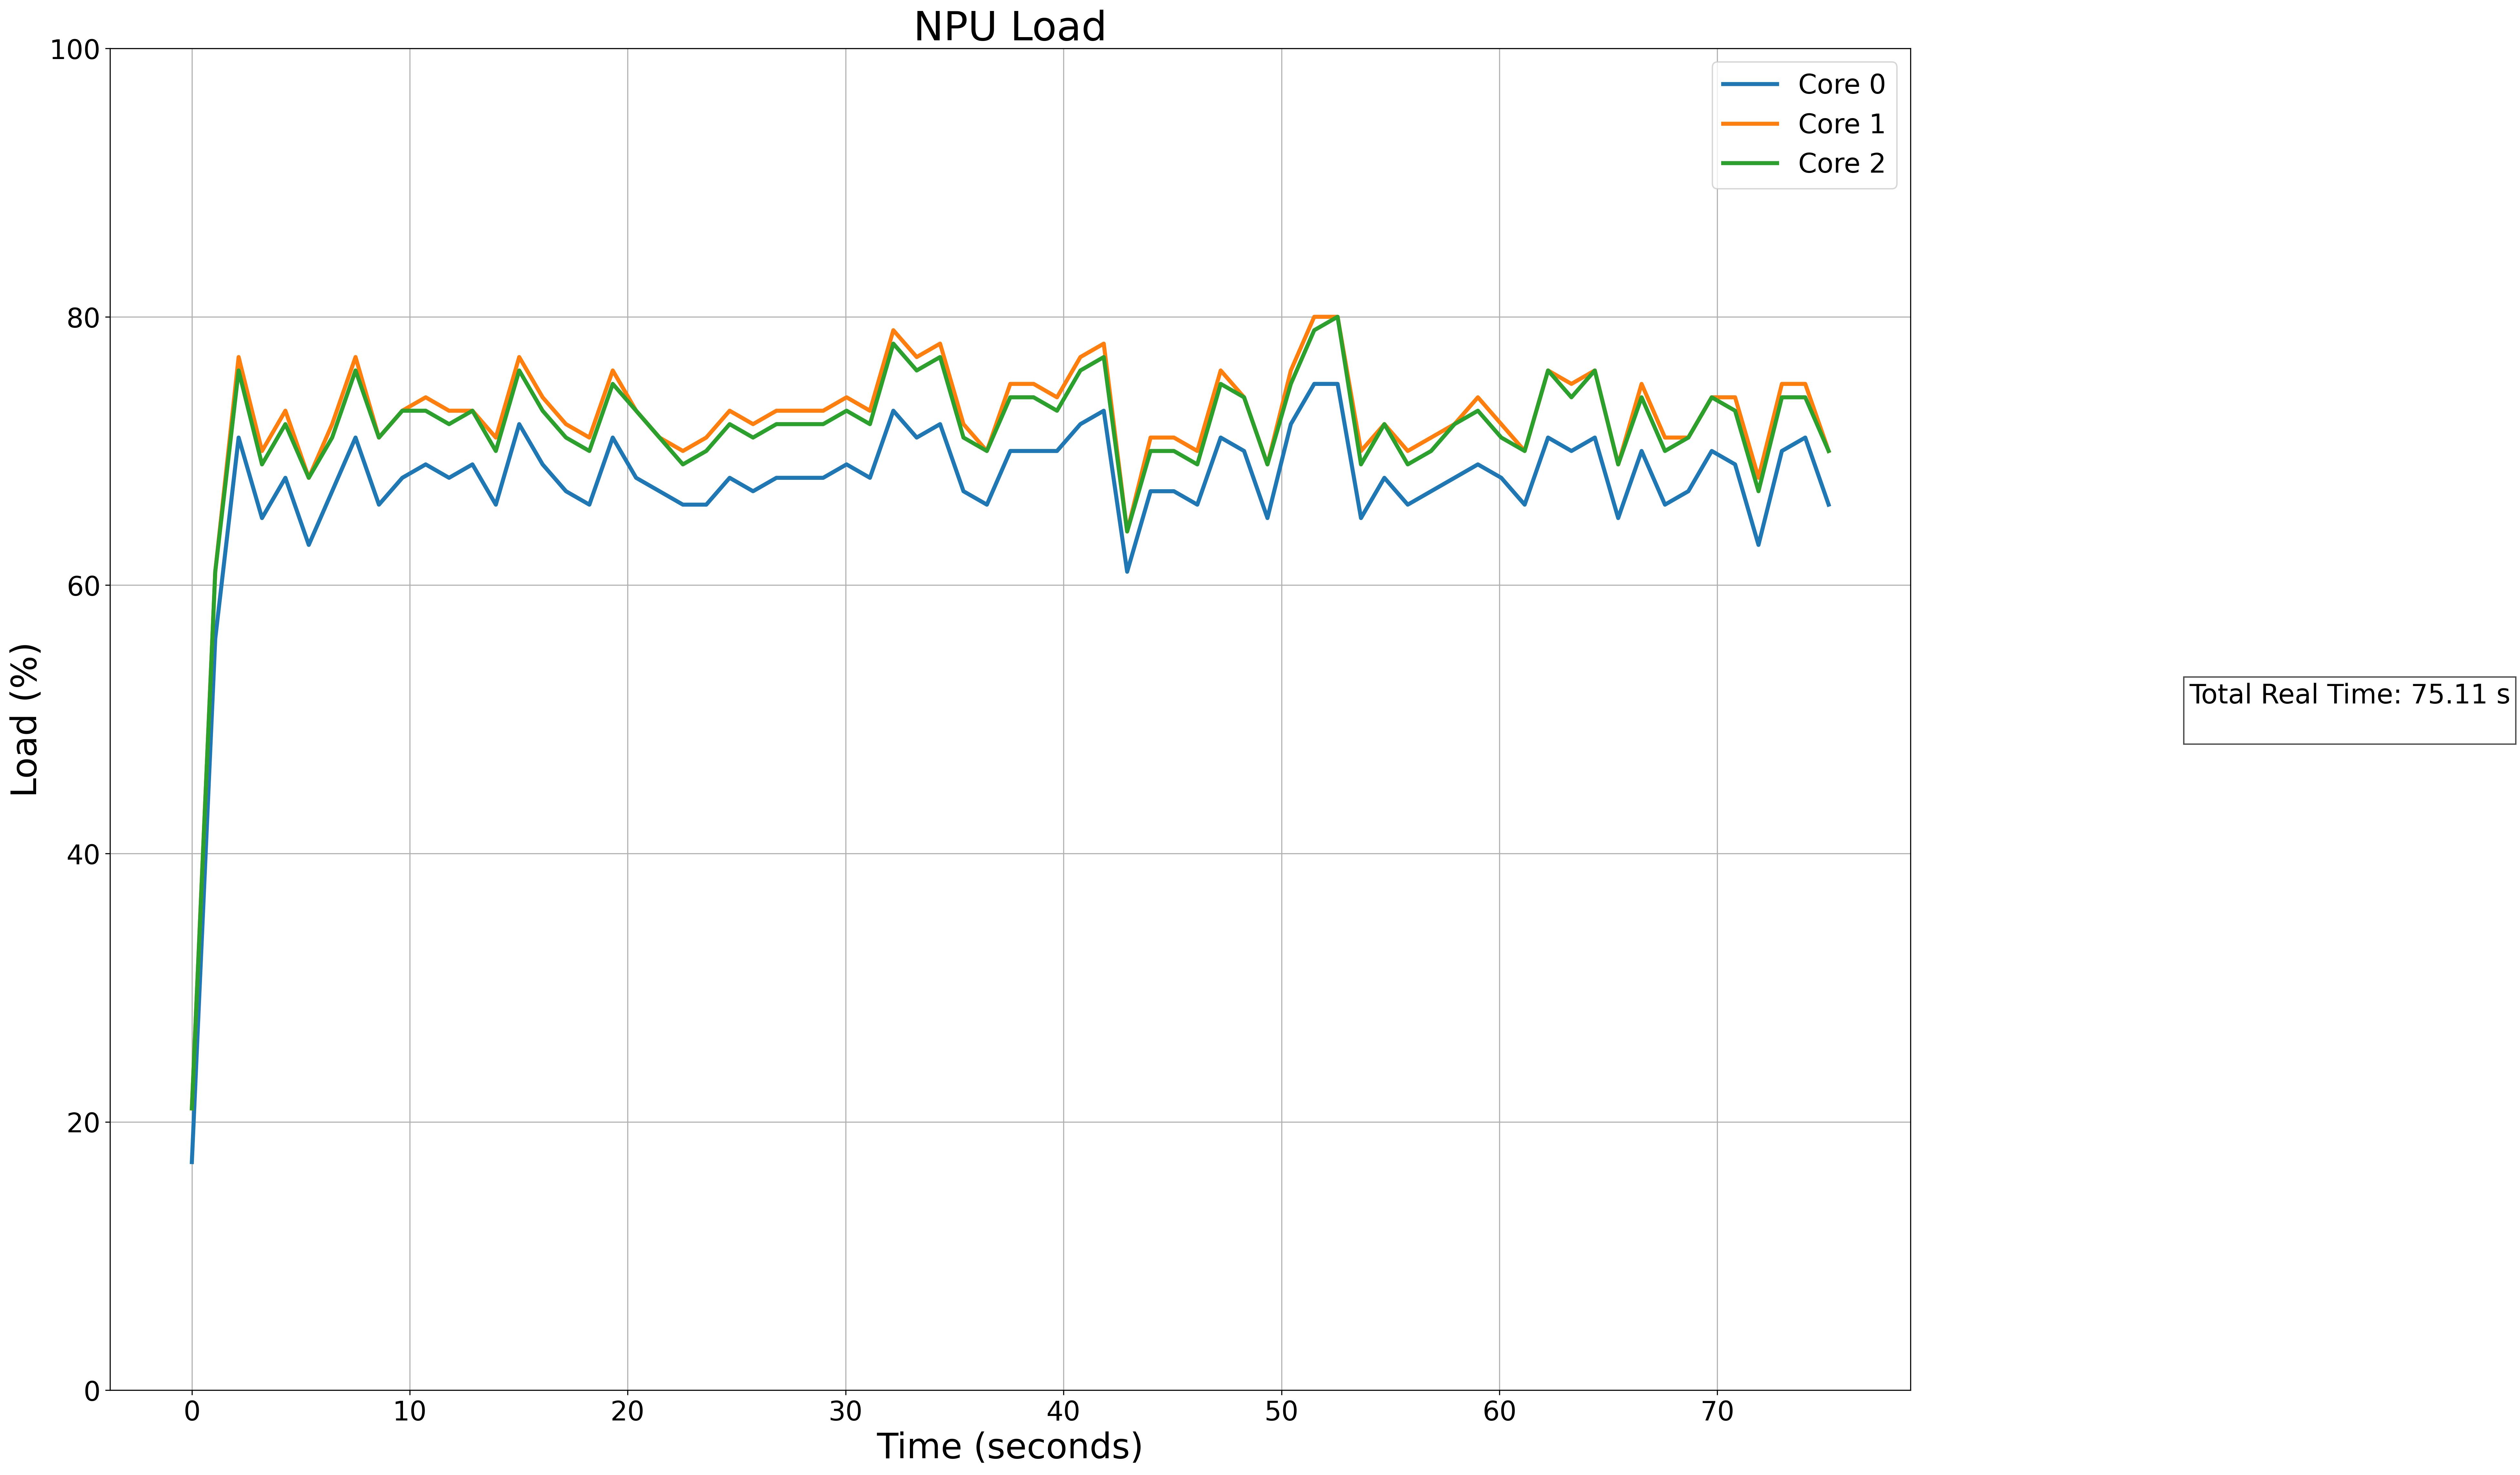 NPU Load
100
80
60
40
20
0
Load (%)
Core 0
Core 1
Core 2
0 10 20 30 40 50 60 70
Time (seconds)
Total Real Time: 75.11 s